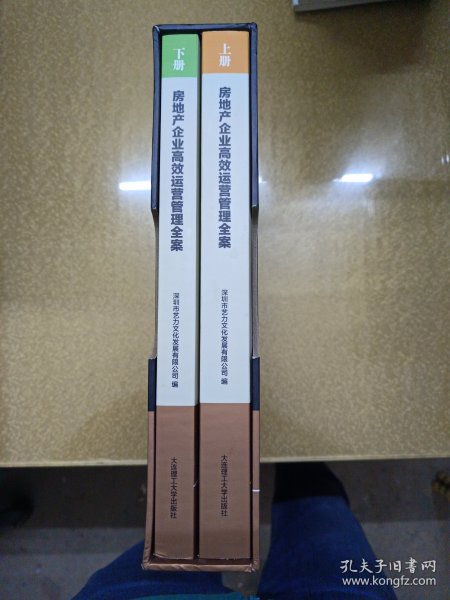 下册
房地产企业高效运营管理全案
深圳市艺力文化发展有限公司 编
大连理工大学出版社
上册
房地产企业高效运营管理全案
深圳市艺力文化发展有限公司 编
大连理工大学出版社
孔夫子旧书网
www.kongfz.com